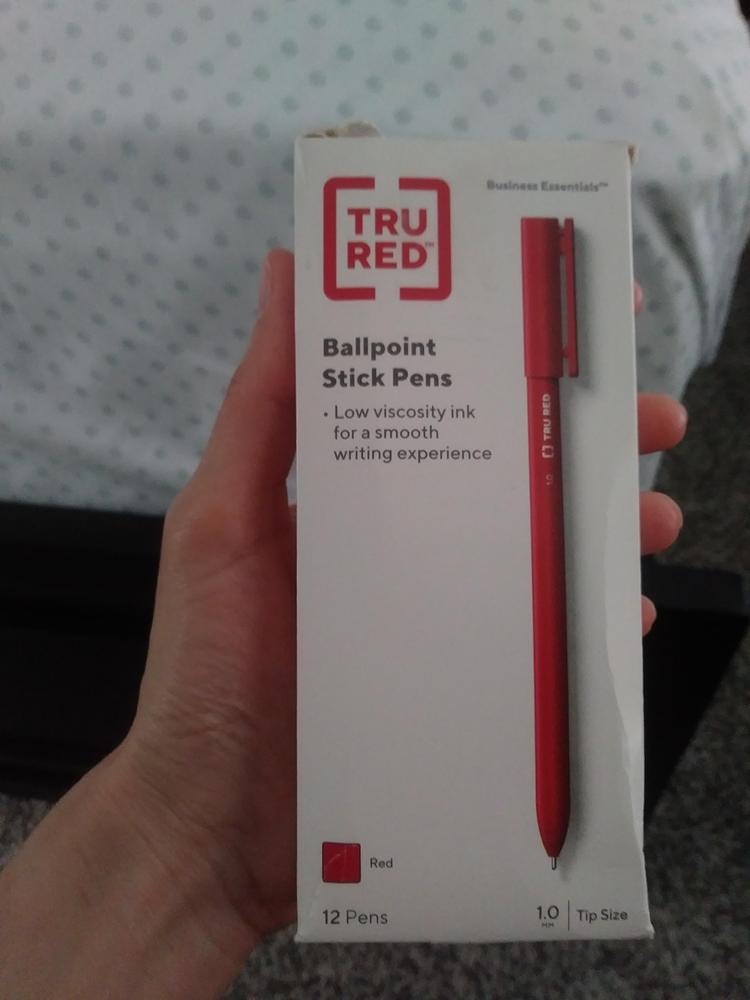 Business Essentials™
TRU
RED™
Ballpoint
Stick Pens
• Low viscosity ink
for a smooth
writing experience
TRU RED
1.0
Red
12 Pens
1.0
MM
Tip Size